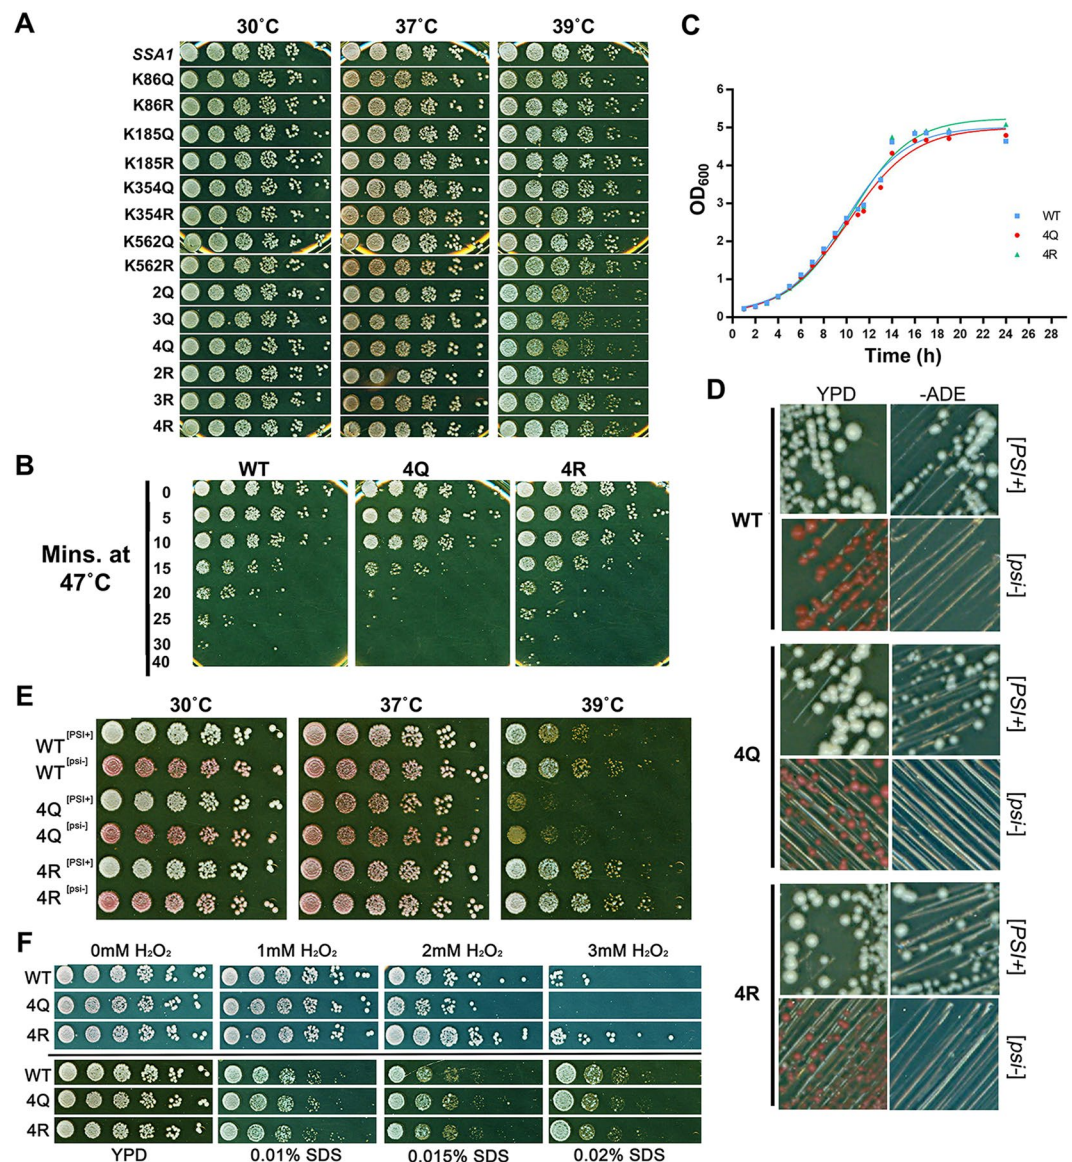 A
30˚C 37˚C 39˚C
SSA1
K86Q
K86R
K185Q
K185R
K354Q
K354R
K562Q
K562R
2Q
3Q
4Q
2R
3R
4R
B
WT 4Q 4R
Mins. at
47˚C
0
5
10
15
20
25
30
40
C
OD600
6
5
4
3
2
1
0
0 2 4 6 8 10 12 14 16 18 20 22 24 26 28
Time (h)
WT
4Q
4R
D
YPD -ADE
WT
[PSI+]
[psi-]
4Q
[PSI+]
[psi-]
4R
[PSI+]
[psi-]
E
30˚C 37˚C 39˚C
WT[PSI+]
WT[psi-]
4Q[PSI+]
4Q[psi-]
4R[PSI+]
4R[psi-]
F
0mM H₂O₂ 1mM H₂O₂ 2mM H₂O₂ 3mM H₂O₂
WT
4Q
4R
WT
4Q
4R
YPD 0.01% SDS 0.015% SDS 0.02% SDS